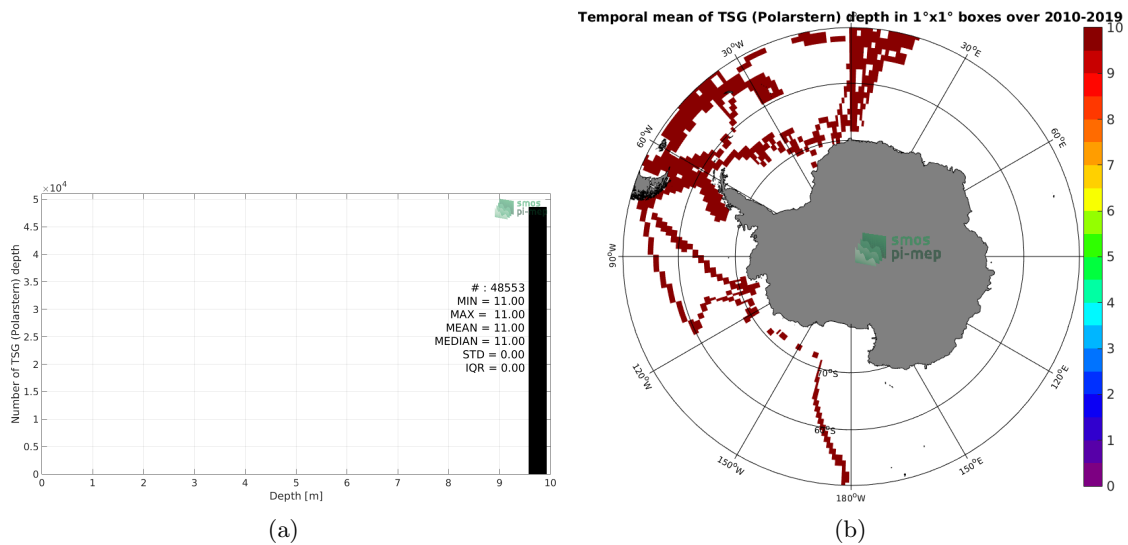 Temporal mean of TSG (Polarstern) depth in 1°x1° boxes over 2010-2019
×10⁴
5
4.5
4
3.5
3
2.5
2
1.5
1
0.5
0
Number of TSG (Polarstern) depth
smos
pi-mep
# : 48553
MIN = 11.00
MAX = 11.00
MEAN = 11.00
MEDIAN = 11.00
STD = 0.00
IQR = 0.00
0 1 2 3 4 5 6 7 8 9 10
Depth [m]
(a)
30°W
30°E
60°W
60°E
90°W
smos
pi-mep
120°W
120°E
70°S
60°S
150°W
150°E
180°W
10
9
8
7
6
5
4
3
2
1
0
(b)